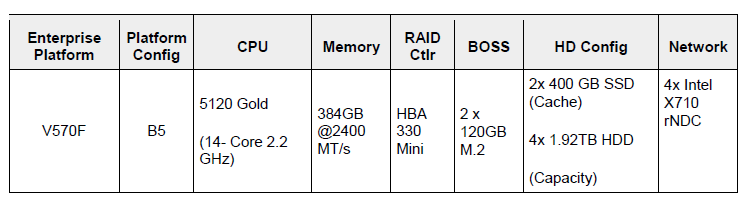 Enterprise
Platform
Platform
Config
CPU
Memory
RAID
Ctlr
BOSS
HD Config
Network
V570F
B5
5120 Gold
(14- Core 2.2
GHz)
384GB
@2400
MT/s
HBA
330
Mini
2 x
120GB
M.2
2x 400 GB SSD
(Cache)
4x 1.92TB HDD
(Capacity)
4x Intel
X710
rNDC